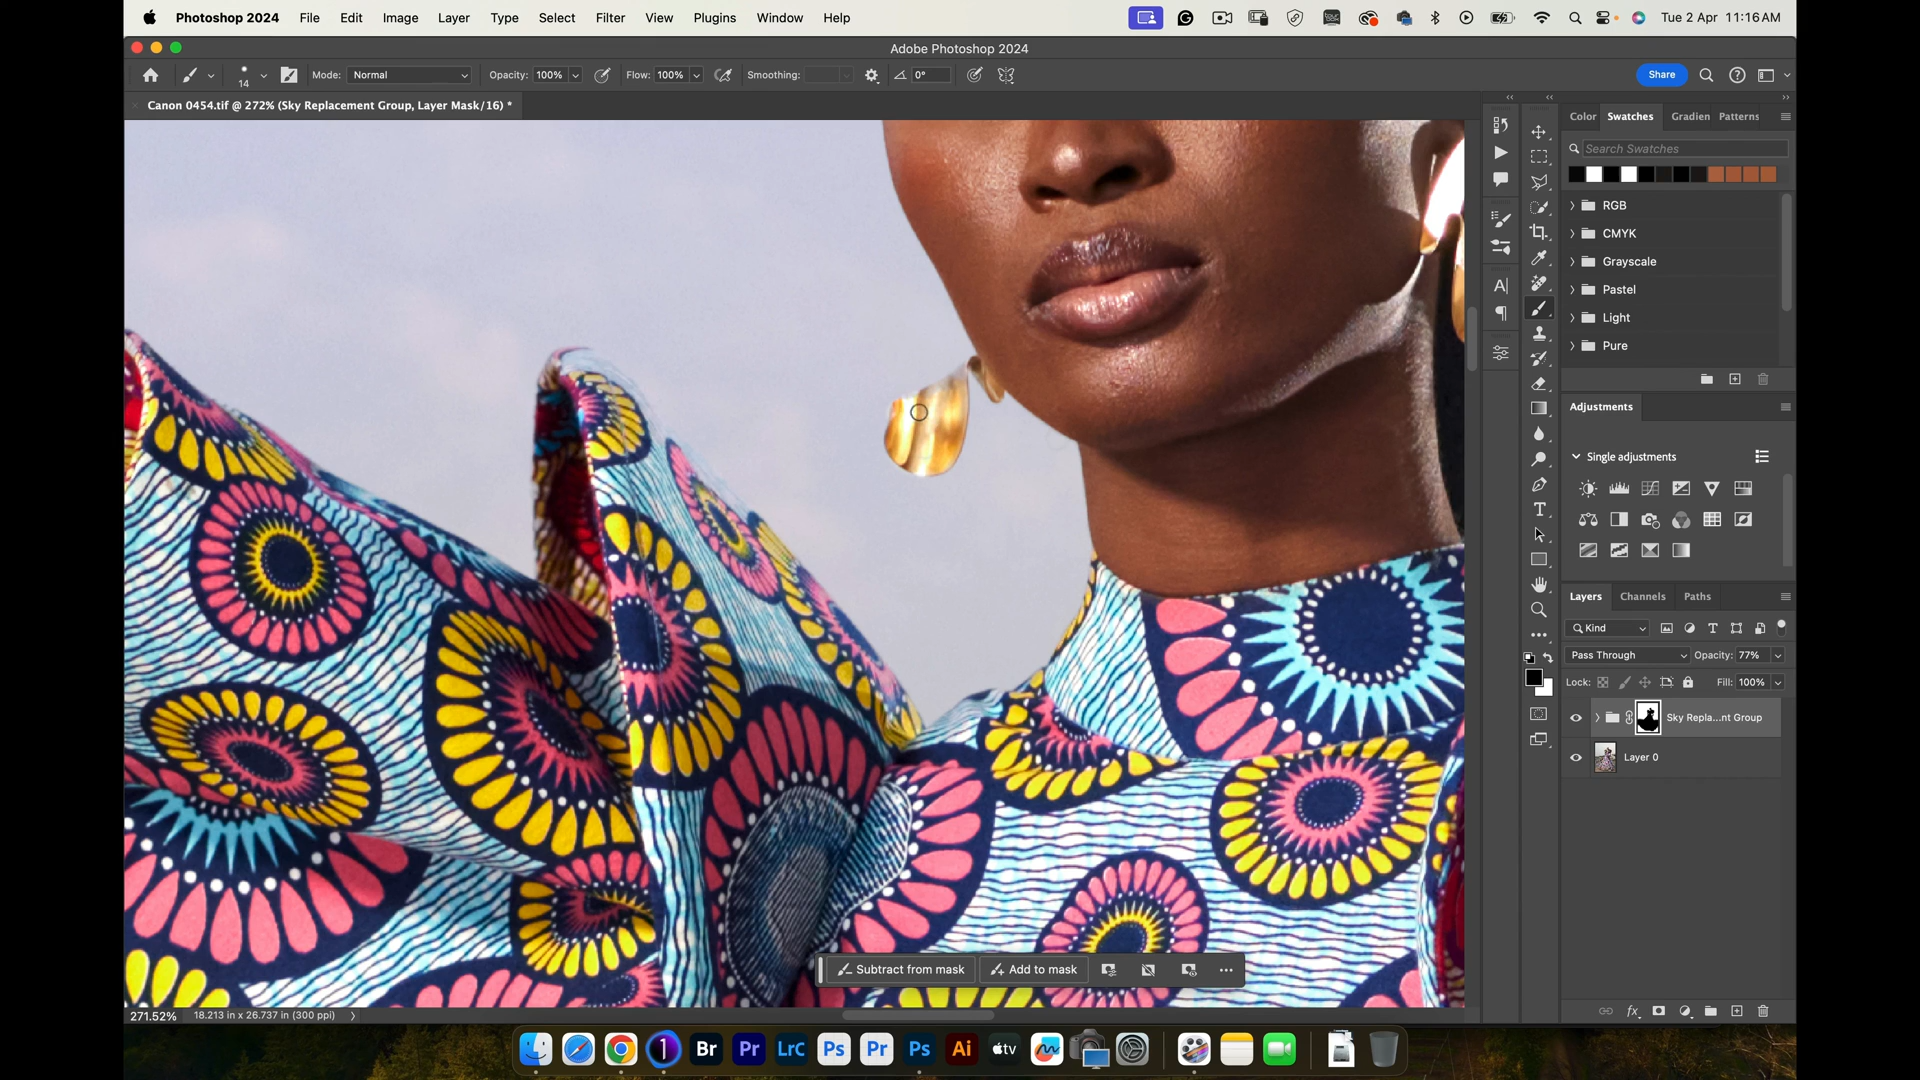 Photoshop 2024 File Edit Image Layer Type Select Filter View Plugins Window Help Tue 2 Apr 11:16 AM
Adobe Photoshop 2024
14 Mode: Normal Opacity: 100% Flow: 100% Smoothing: 0° Share
Canon 0454.tif @ 272% (Sky Replacement Group, Layer Mask/16) *
Color Swatches Gradien Patterns
Search Swatches
RGB
CMYK
Grayscale
Pastel
Light
Pure
Adjustments
Single adjustments
Layers Channels Paths
Kind
Pass Through Opacity: 77%
Lock: Fill: 100%
Sky Repla...nt Group
Layer 0
Subtract from mask Add to mask
271.52% 18.213 in x 26.737 in (300 ppi)
1 Br Pr LrC Ps Pr Ps Ai tv